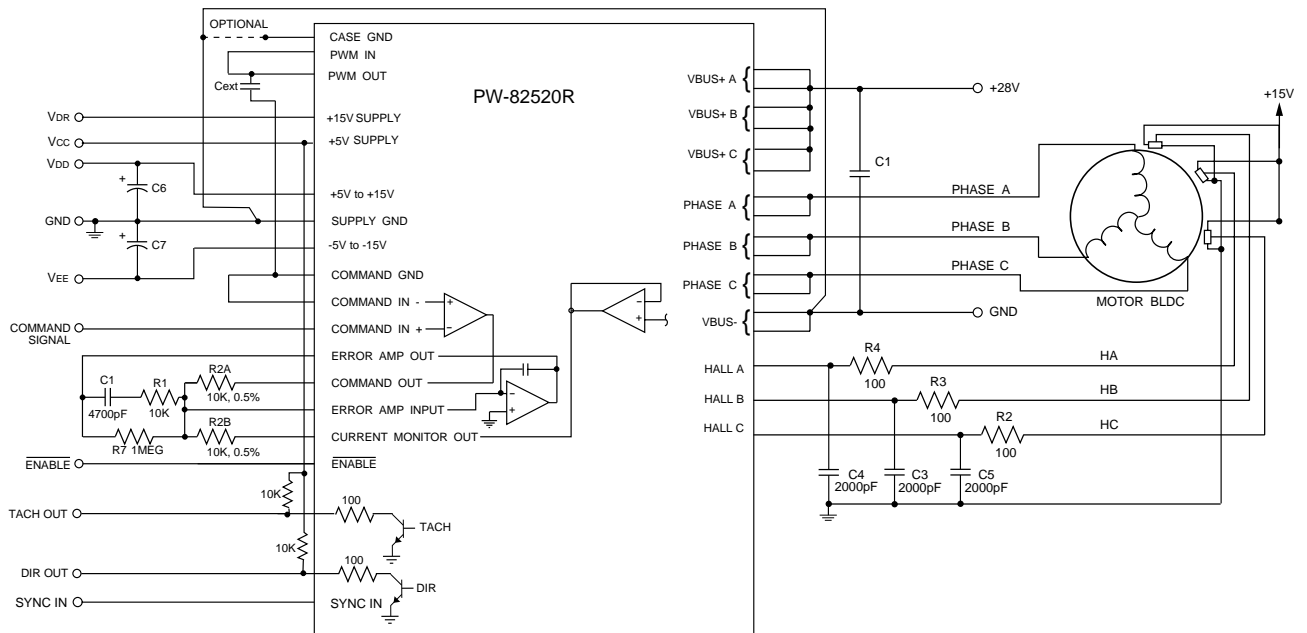 OPTIONAL
CASE GND
PWM IN
PWM OUT
Cext
PW-82520R
VDR
+15V SUPPLY
VCC
+5V SUPPLY
VDD
+ C6
+5V to +15V
GND
SUPPLY GND
+ C7
-5V to -15V
VEE
COMMAND GND
COMMAND IN -
+
−
COMMAND SIGNAL
COMMAND IN +
ERROR AMP OUT
C1
4700pF
R1
10K
R2A
10K, 0.5%
COMMAND OUT
ERROR AMP INPUT
−
+
R7 1MEG
R2B
10K, 0.5%
CURRENT MONITOR OUT
−
+
ENABLE
ENABLE
10K
TACH OUT
100
TACH
10K
DIR OUT
100
DIR
SYNC IN
SYNC IN
VBUS+ A {
VBUS+ B {
VBUS+ C {
PHASE A {
PHASE B {
PHASE C {
VBUS- {
+28V
C1
PHASE A
PHASE B
PHASE C
GND
+15V
MOTOR BLDC
HALL A
R4
100
HA
HALL B
R3
100
HB
HALL C
R2
100
HC
C4
2000pF
C3
2000pF
C5
2000pF